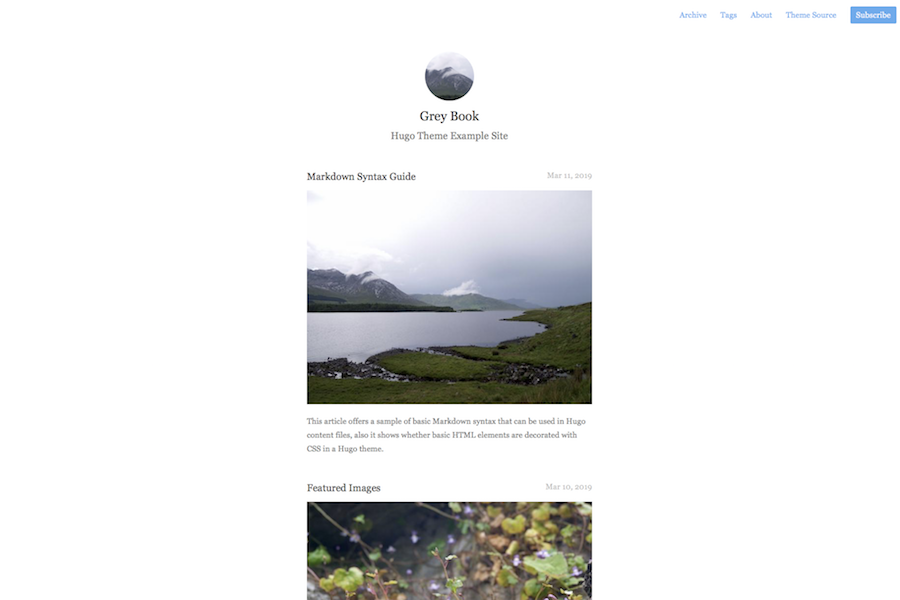 Archive Tags About Theme Source Subscribe
Grey Book
Hugo Theme Example Site
Markdown Syntax Guide Mar 11, 2019
This article offers a sample of basic Markdown syntax that can be used in Hugo
content files, also it shows whether basic HTML elements are decorated with
CSS in a Hugo theme.
Featured Images Mar 10, 2019